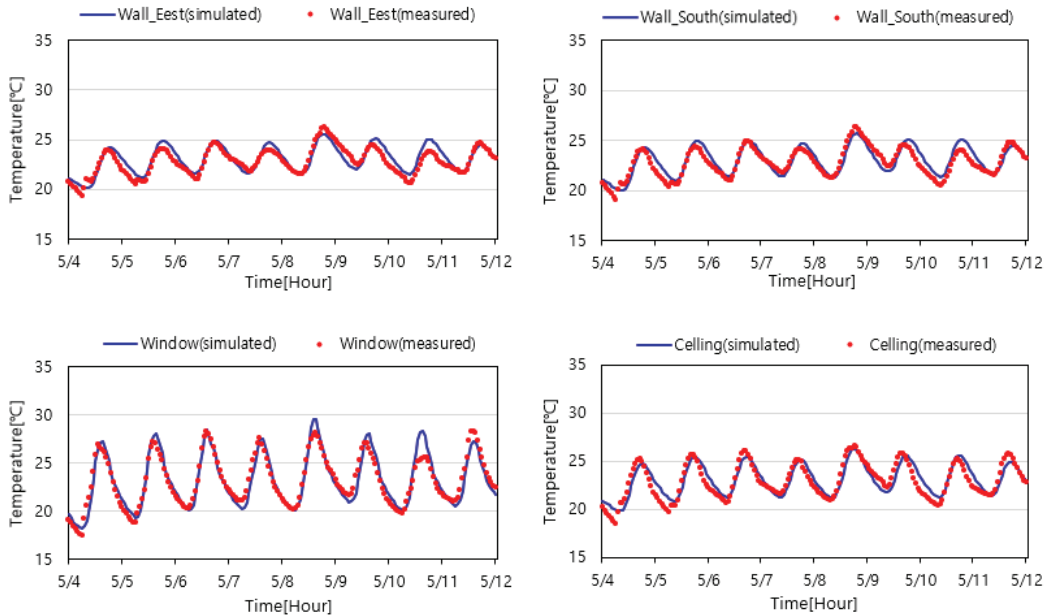 Wall_Eest(simulated) Wall_Eest(measured)
35
30
25
20
15
Temperature[℃]
5/4 5/5 5/6 5/7 5/8 5/9 5/10 5/11 5/12
Time[Hour]
Wall_South(simulated) Wall_South(measured)
35
30
25
20
15
Temperature[℃]
5/4 5/5 5/6 5/7 5/8 5/9 5/10 5/11 5/12
Time[Hour]
Window(simulated) Window(measured)
35
30
25
20
15
Temperature[℃]
5/4 5/5 5/6 5/7 5/8 5/9 5/10 5/11 5/12
Time[Hour]
Celling(simulated) Celling(measured)
35
30
25
20
15
Temperature[℃]
5/4 5/5 5/6 5/7 5/8 5/9 5/10 5/11 5/12
Time[Hour]